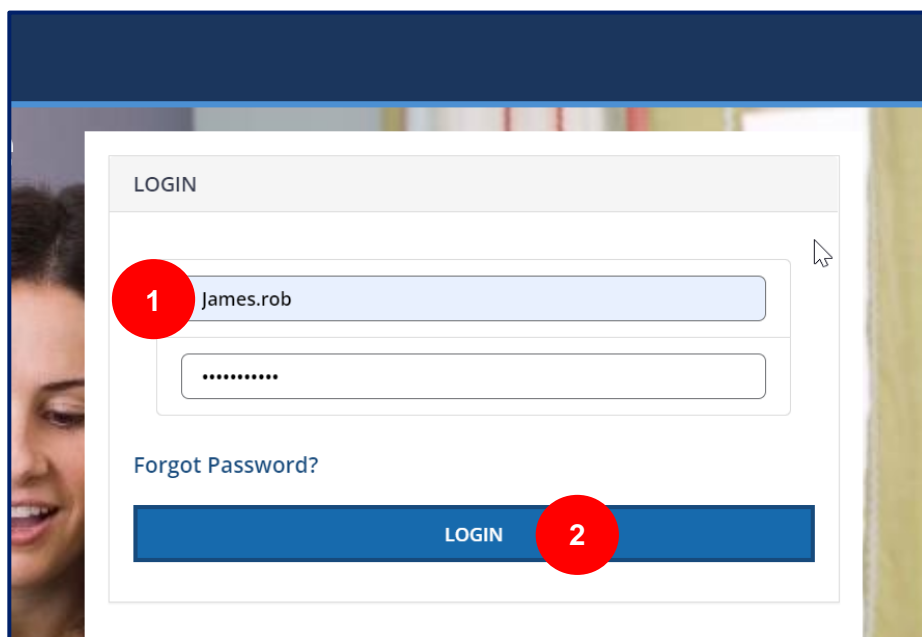 LOGIN
1
James.rob
•••••••••••
Forgot Password?
LOGIN
2